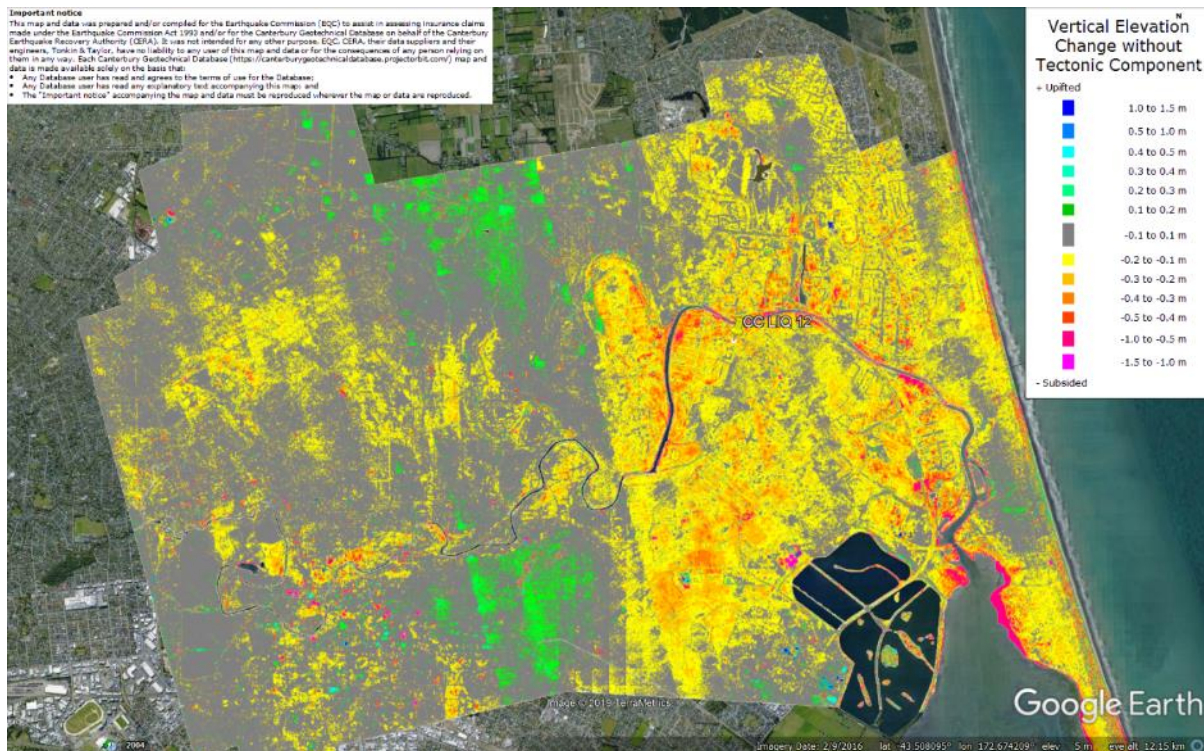 Important notice
This map and data was prepared and/or compiled for the Earthquake Commission (EQC) to assist in assessing insurance claims
made under the Earthquake Commission Act 1993 and/or for the Canterbury Geotechnical Database on behalf of the Canterbury
Earthquake Recovery Authority (CERA). It was not intended for any other purpose. EQC, CERA, their data suppliers and their
engineers, Tonkin & Taylor, have no liability to any user of this map and data or for the consequences of any person relying on
them in any way. Each Canterbury Geotechnical Database (https://canterburygeotechnicaldatabase.projectorbit.com/) map and
data is made available solely on the basis that:
• Any Database user has read and agrees to the terms of use for the Database;
• Any Database user has read any explanatory text accompanying this map; and
• The "Important notice" accompanying the map and data must be reproduced wherever the map or data are reproduced.
N
Vertical Elevation
Change without
Tectonic Component
+ Uplifted
1.0 to 1.5 m
0.5 to 1.0 m
0.4 to 0.5 m
0.3 to 0.4 m
0.2 to 0.3 m
0.1 to 0.2 m
-0.1 to 0.1 m
-0.2 to -0.1 m
-0.3 to -0.2 m
-0.4 to -0.3 m
-0.5 to -0.4 m
-1.0 to -0.5 m
-1.5 to -1.0 m
- Subsided
CC LIQ 12
Image © 2019 TerraMetrics
Google Earth
2004
Imagery Date: 2/9/2016 lat -43.508095° lon 172.674209° elev 5 m eye alt 12.15 km